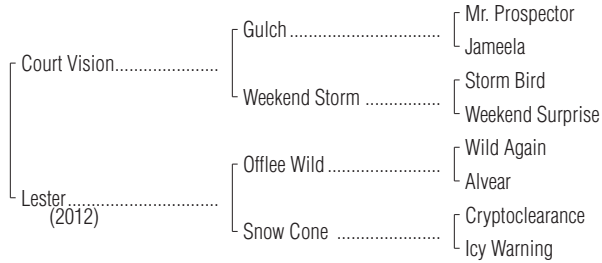 Mr. Prospector
Gulch
Jameela
Court Vision
Storm Bird
Weekend Storm
Weekend Surprise
Wild Again
Offlee Wild
Alvear
Lester
(2012)
Cryptoclearance
Snow Cone
Icy Warning